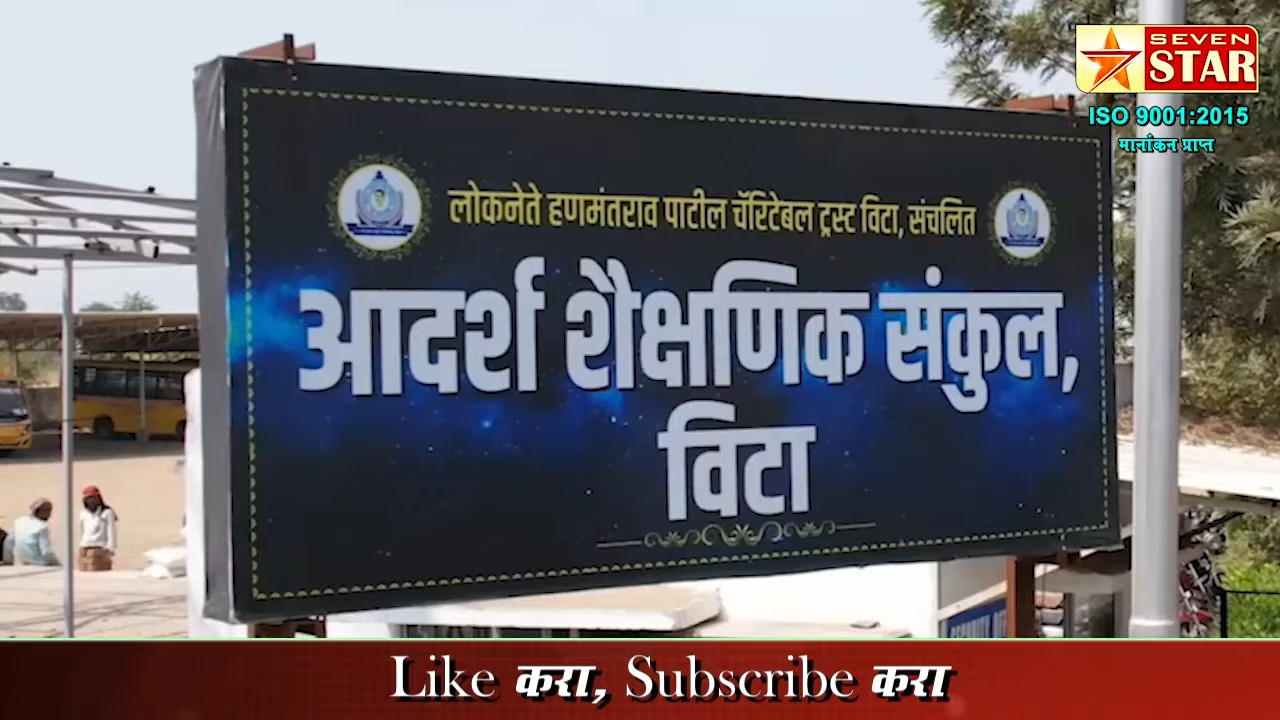 SEVEN
STAR
ISO 9001:2015
मानांकन प्राप्त
लोकनेते हणमंतराव पाटील चॅरिटेबल ट्रस्ट विटा, संचलित
आदर्श शैक्षणिक संकुल,
विटा
Like करा, Subscribe करा